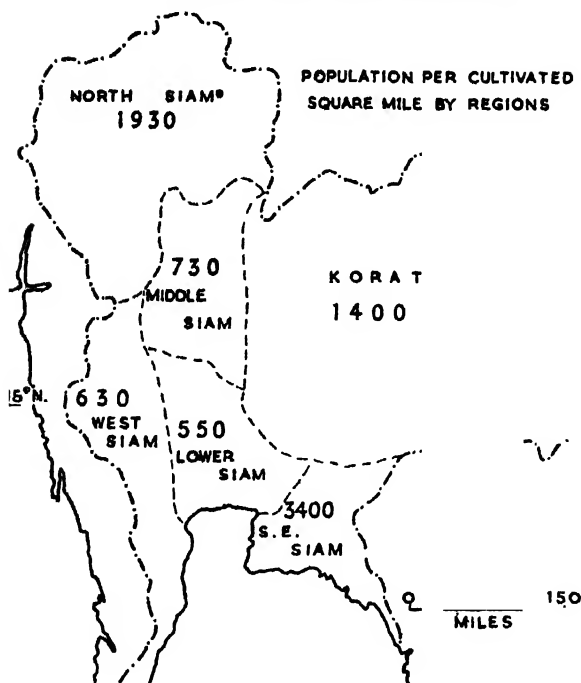 POPULATION PER CULTIVATED
SQUARE MILE BY REGIONS
NORTH SIAM
1930
730
MIDDLE
SIAM
KORAT
1400
15°N.
630
WEST
SIAM
550
LOWER
SIAM
3400
S.E.
SIAM
0 150
MILES